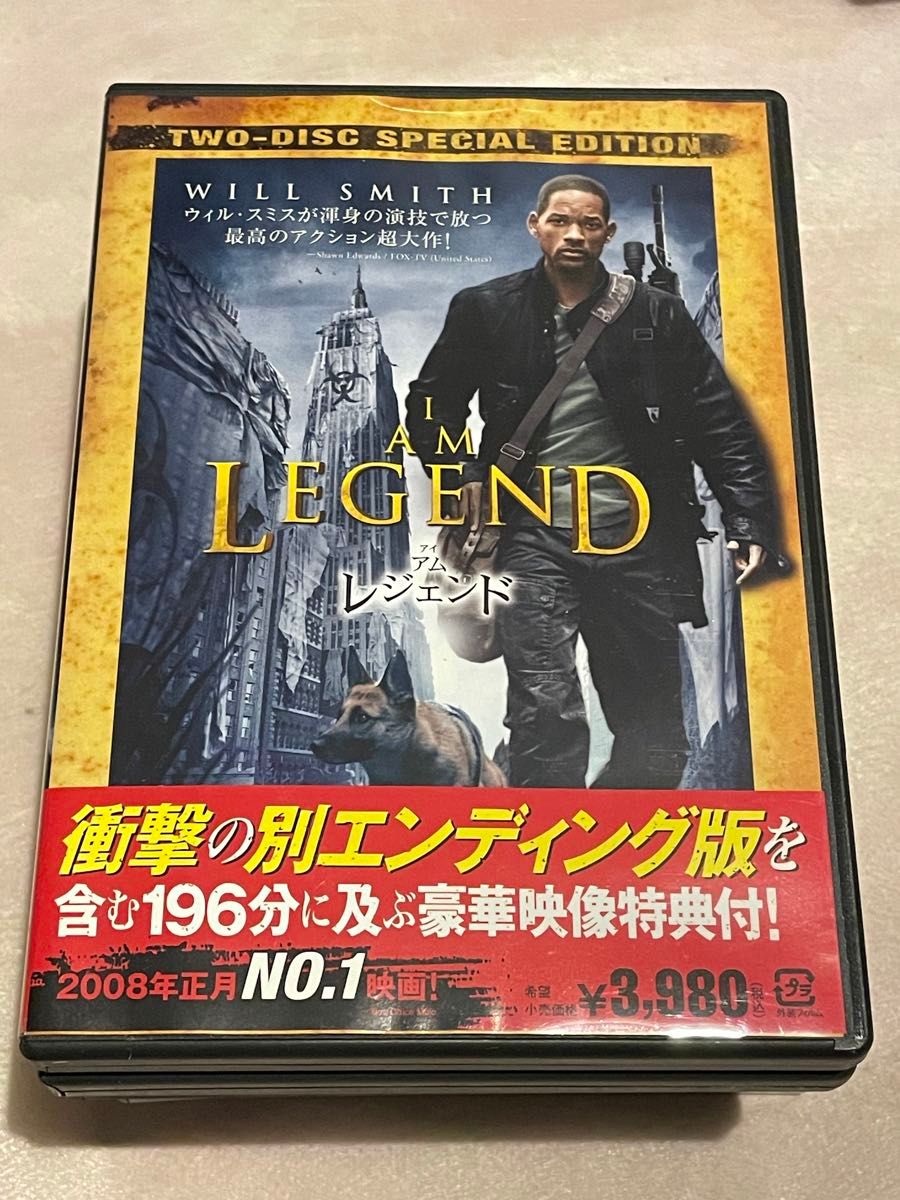 TWO-DISC SPECIAL EDITION
WILL SMITH
ウィル・スミスが渾身の演技で放つ
最高のアクション超大作!
—Shawn Edwards / FOX-TV (United States)
I
AM
LEGEND
アイ
アム
レジェンド
衝撃の別エンディング版を
含む196分に及ぶ豪華映像特典付!
2008年正月NO.1映画!
希望
小売価格 ¥3,980(税込)
プラ